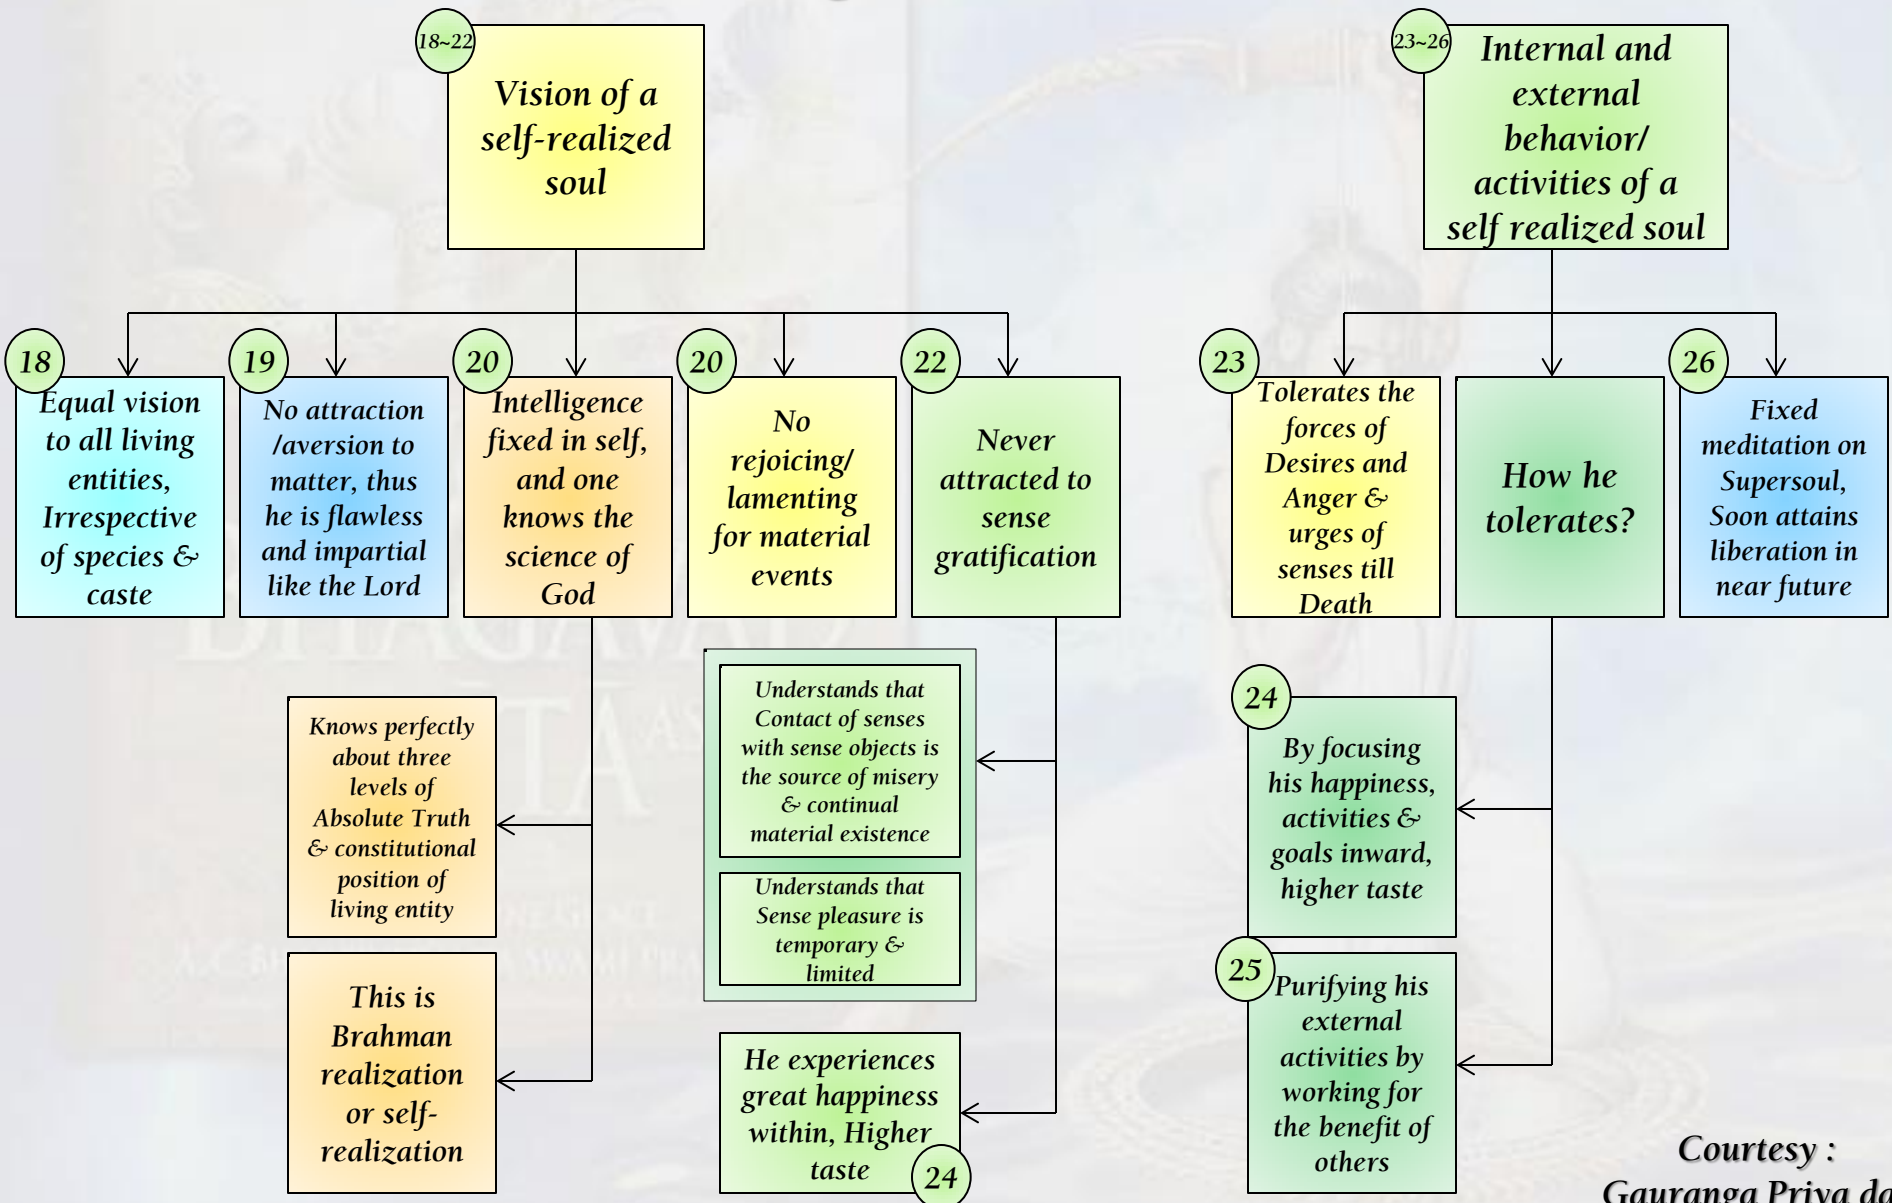 18~22
Vision of a
self-realized
soul
23~26
Internal and
external
behavior/
activities of a
self realized soul
18
Equal vision
to all living
entities,
Irrespective
of species &
caste
19
No attraction
/aversion to
matter, thus
he is flawless
and impartial
like the Lord
20
Intelligence
fixed in self,
and one
knows the
science of
God
20
No
rejoicing/
lamenting
for material
events
22
Never
attracted to
sense
gratification
23
Tolerates the
forces of
Desires and
Anger &
urges of
senses till
Death
How he
tolerates?
26
Fixed
meditation on
Supersoul,
Soon attains
liberation in
near future
Knows perfectly
about three
levels of
Absolute Truth
& constitutional
position of
living entity
This is
Brahman
realization
or self-
realization
Understands that
Contact of senses
with sense objects is
the source of misery
& continual
material existence
Understands that
Sense pleasure is
temporary &
limited
He experiences
great happiness
within, Higher
taste
24
24
By focusing
his happiness,
activities &
goals inward,
higher taste
25
Purifying his
external
activities by
working for
the benefit of
others
Courtesy :
Gauranga Priya